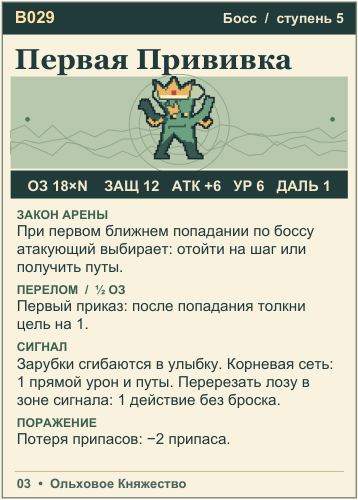 B029
Босс / ступень 5
Первая Прививка
ОЗ 18×N ЗАЩ 12 АТК +6 УР 6 ДАЛЬ 1
ЗАКОН АРЕНЫ
При первом ближнем попадании по боссу
атакующий выбирает: отойти на шаг или
получить путы.
ПЕРЕЛОМ / ½ ОЗ
Первый приказ: после попадания толкни
цель на 1.
СИГНАЛ
Зарубки сгибаются в улыбку. Корневая сеть:
1 прямой урон и путы. Перерезать лозу в
зоне сигнала: 1 действие без броска.
ПОРАЖЕНИЕ
Потеря припасов: −2 припаса.
03 • Ольховое Княжество